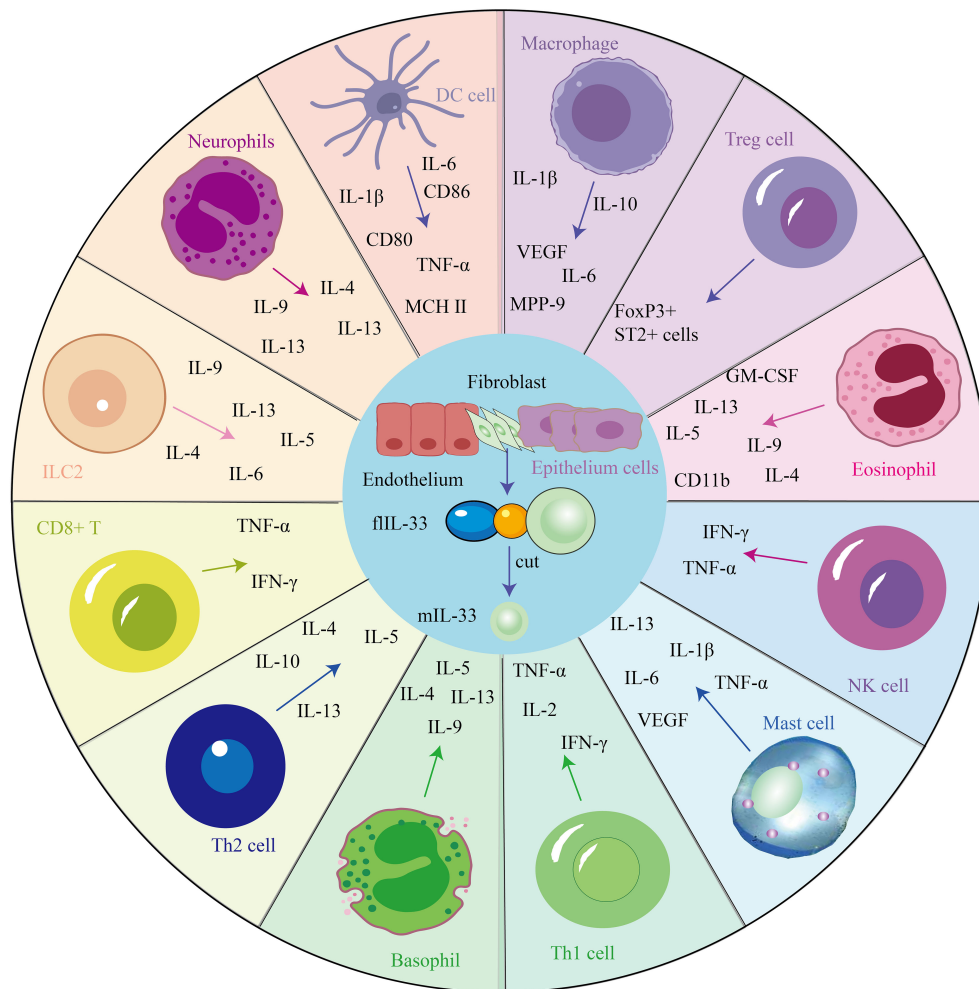 Macrophage
IL-1β
IL-10
VEGF
IL-6
MPP-9
Treg cell
FoxP3+
ST2+ cells
GM-CSF
IL-13
IL-5
IL-9
CD11b
IL-4
Eosinophil
IFN-γ
TNF-α
NK cell
IL-13
IL-1β
IL-6
TNF-α
VEGF
Mast cell
TNF-α
IL-2
IFN-γ
Th1 cell
IL-5
IL-4
IL-13
IL-9
Basophil
IL-4
IL-5
IL-10
IL-13
Th2 cell
CD8+ T
TNF-α
IFN-γ
IL-9
IL-13
IL-4
IL-5
IL-6
ILC2
Neurophils
IL-4
IL-9
IL-13
IL-13
DC cell
IL-6
IL-1β
CD86
CD80
TNF-α
MCH II
Fibroblast
Endothelium
Epithelium cells
flIL-33
cut
mIL-33